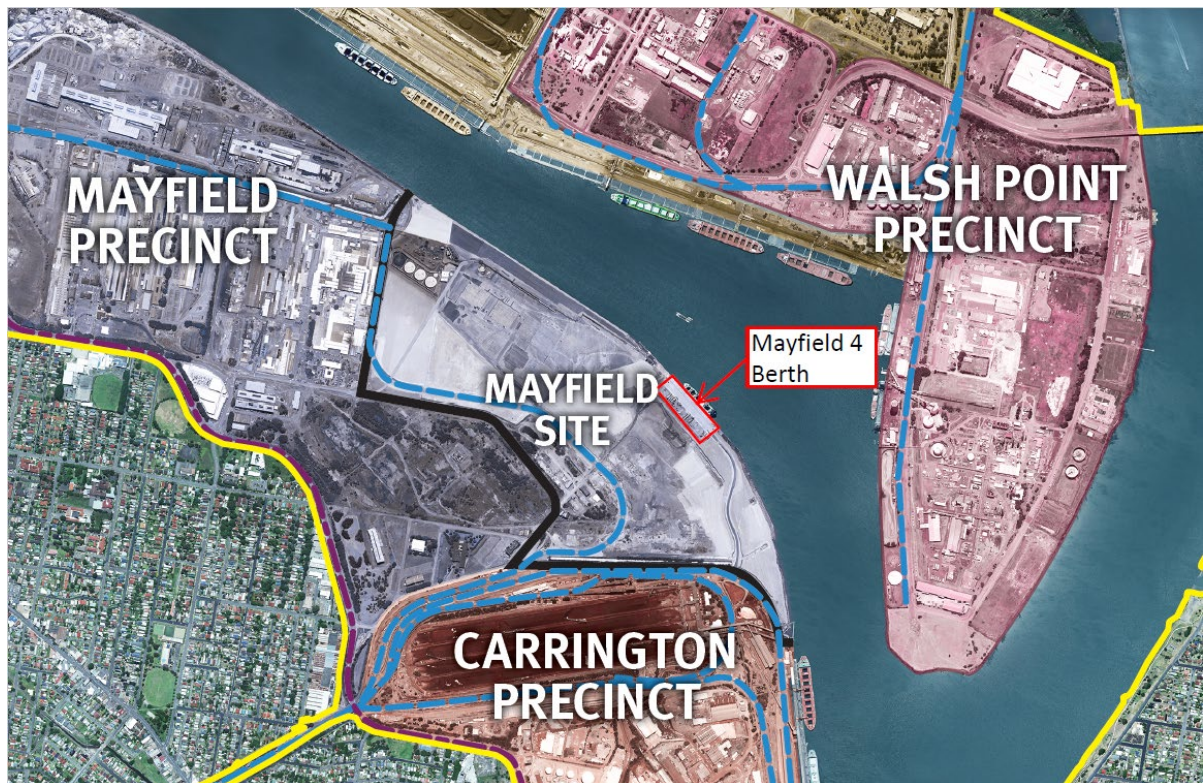 MAYFIELD
PRECINCT
WALSH POINT
PRECINCT
Mayfield 4
Berth
MAYFIELD
SITE
CARRINGTON
PRECINCT